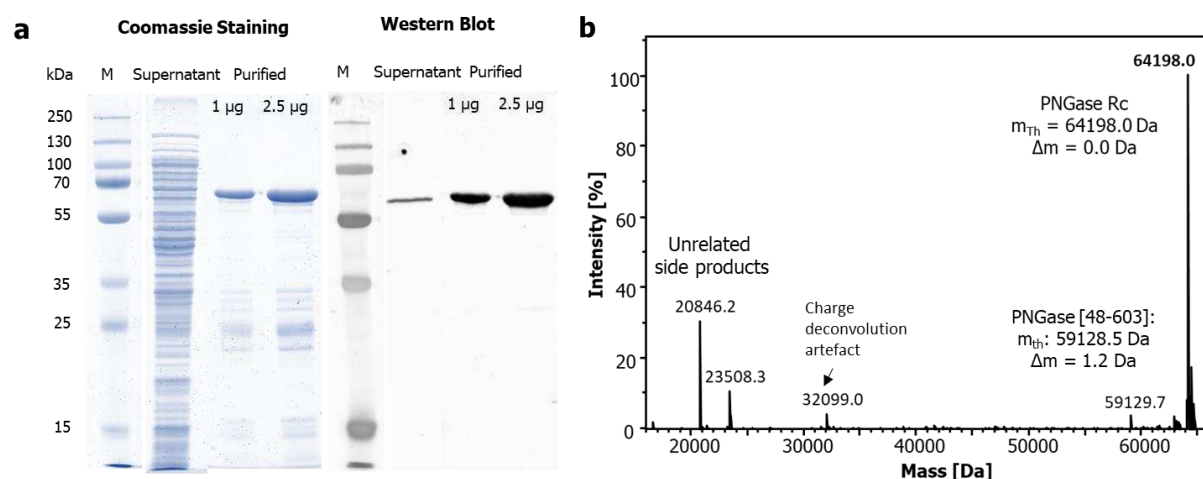 a
Coomassie Staining
Western Blot
kDa
M
Supernatant
Purified
M
Supernatant
Purified
1 µg
2.5 µg
1 µg
2.5 µg
250
130
100
70
55
35
25
15
b
Intensity [%]
100
80
60
40
20
0
64198.0
PNGase Rc
mTh = 64198.0 Da
Δm = 0.0 Da
Unrelated
side products
20846.2
23508.3
Charge
deconvolution
artefact
32099.0
PNGase [48-603]:
mth: 59128.5 Da
Δm = 1.2 Da
59129.7
20000
30000
40000
50000
60000
Mass [Da]